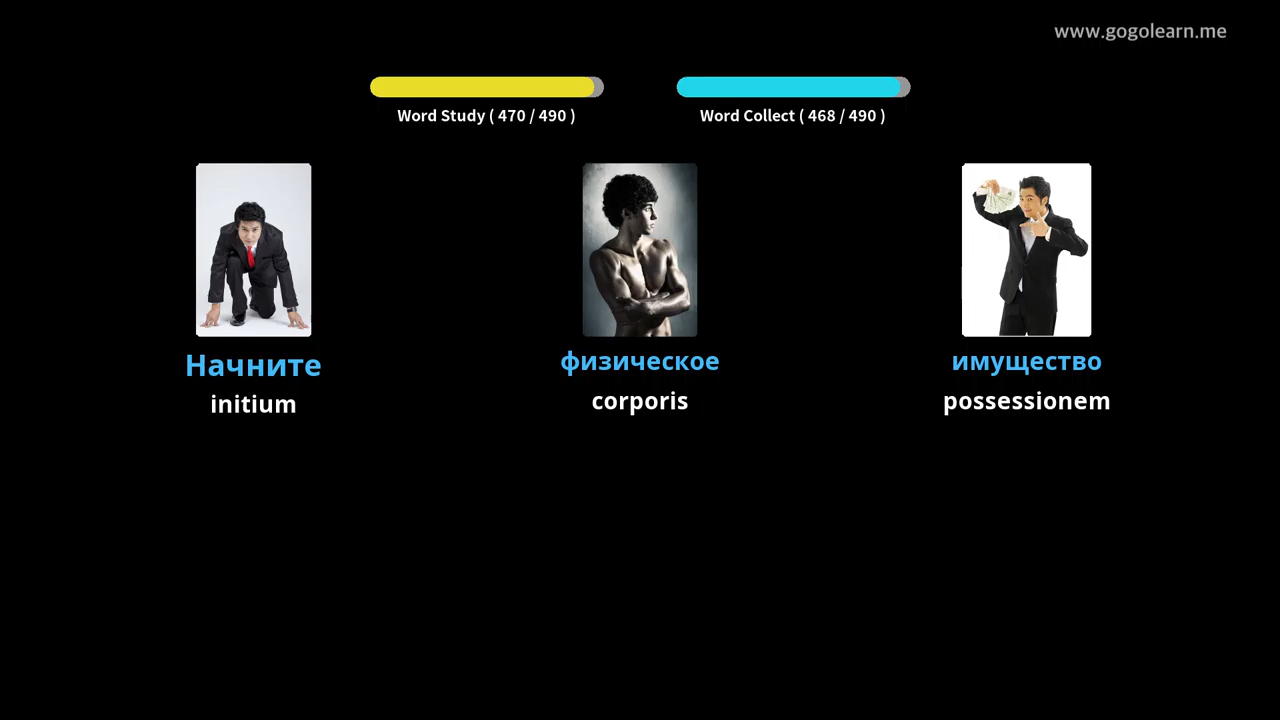 www.gogolearn.me
Word Study ( 470 / 490 )
Word Collect ( 468 / 490 )
Начните
initium
физическое
corporis
имущество
possessionem